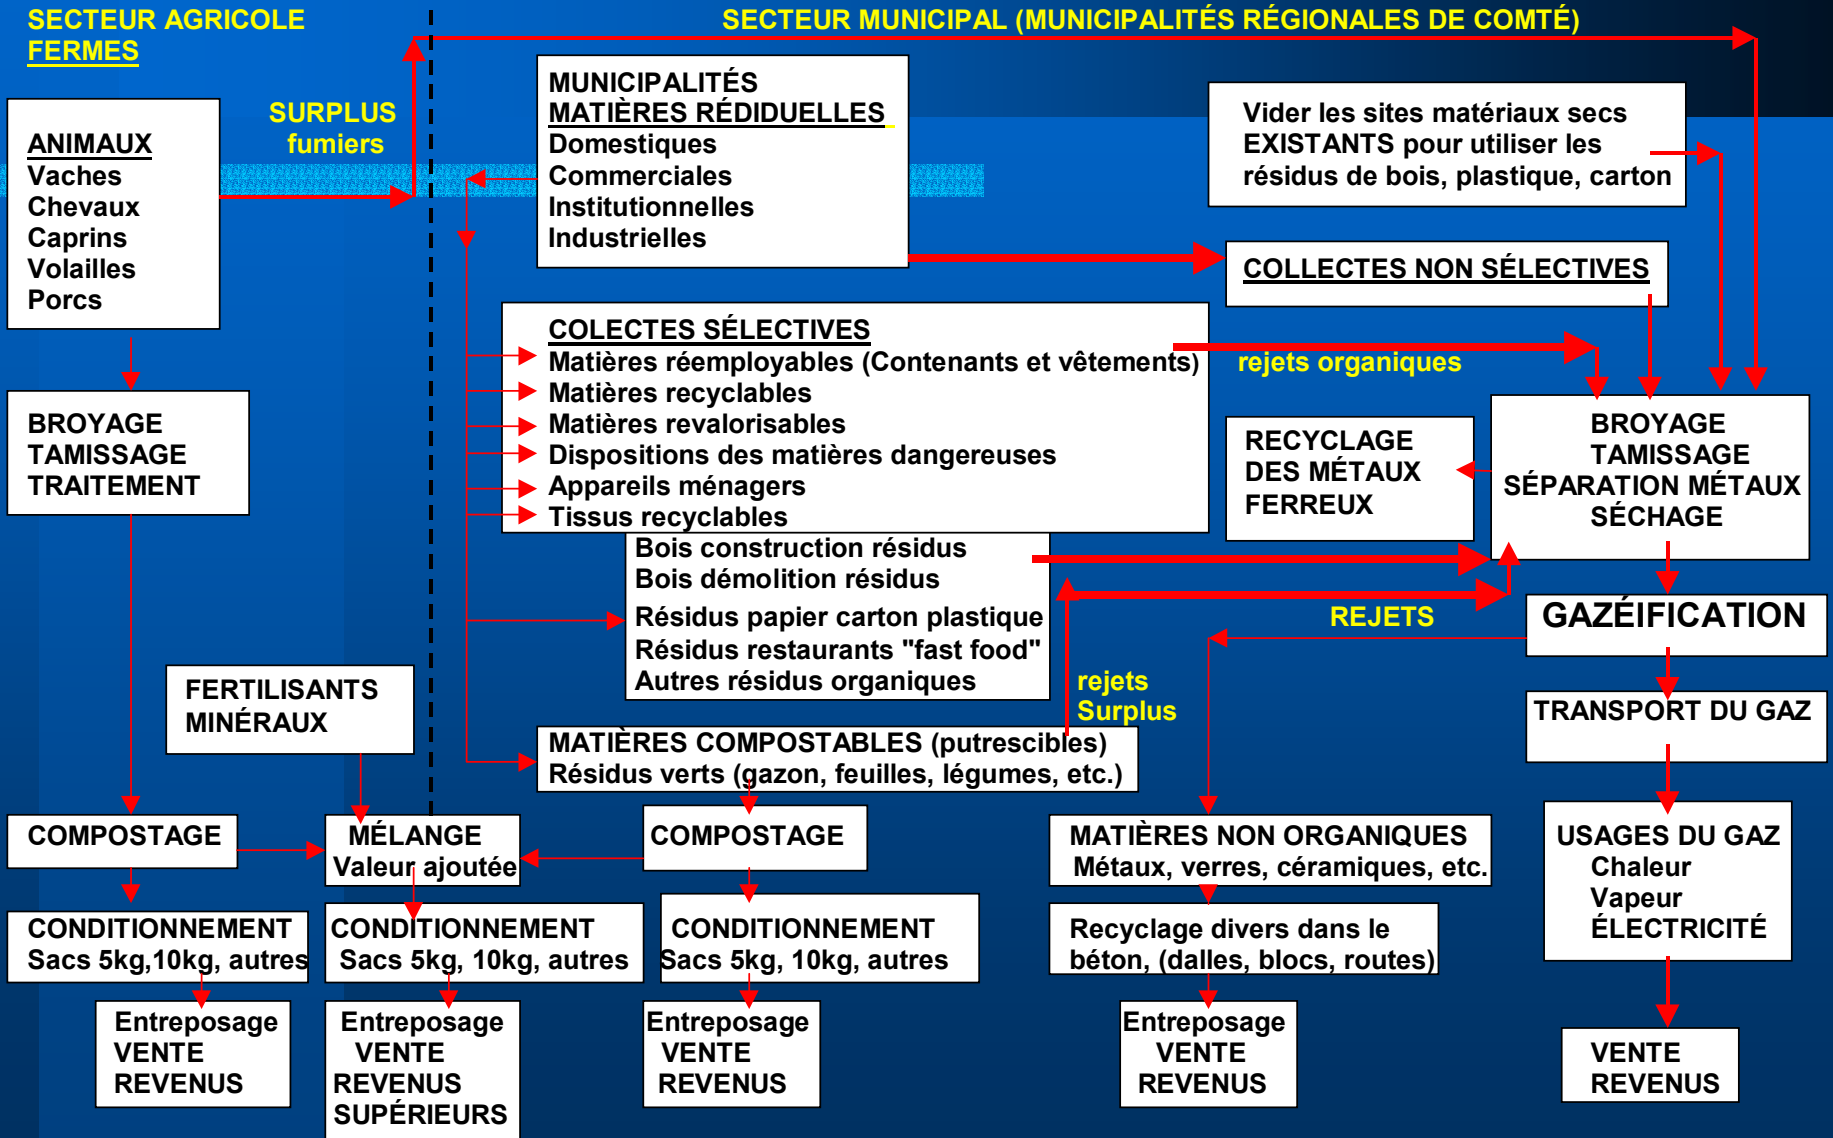 SECTEUR AGRICOLE
FERMES
SECTEUR MUNICIPAL (MUNICIPALITÉS RÉGIONALES DE COMTÉ)
ANIMAUX
Vaches
Chevaux
Caprins
Volailles
Porcs
SURPLUS
fumiers
MUNICIPALITÉS
MATIÈRES RÉDIDUELLES
Domestiques
Commerciales
Institutionnelles
Industrielles
Vider les sites matériaux secs
EXISTANTS pour utiliser les
résidus de bois, plastique, carton
COLLECTES NON SÉLECTIVES
COLECTES SÉLECTIVES
Matières réemployables (Contenants et vêtements)
Matières recyclables
Matières revalorisables
Dispositions des matières dangereuses
Appareils ménagers
Tissus recyclables
rejets organiques
BROYAGE
TAMISSAGE
TRAITEMENT
RECYCLAGE
DES MÉTAUX
FERREUX
BROYAGE
TAMISSAGE
SÉPARATION MÉTAUX
SÉCHAGE
Bois construction résidus
Bois démolition résidus
Résidus papier carton plastique
Résidus restaurants "fast food"
Autres résidus organiques
REJETS
GAZÉIFICATION
rejets
Surplus
FERTILISANTS
MINÉRAUX
TRANSPORT DU GAZ
MATIÈRES COMPOSTABLES (putrescibles)
Résidus verts (gazon, feuilles, légumes, etc.)
COMPOSTAGE
MÉLANGE
Valeur ajoutée
COMPOSTAGE
MATIÈRES NON ORGANIQUES
Métaux, verres, céramiques, etc.
USAGES DU GAZ
Chaleur
Vapeur
ÉLECTRICITÉ
CONDITIONNEMENT
Sacs 5kg,10kg, autres
CONDITIONNEMENT
Sacs 5kg, 10kg, autres
CONDITIONNEMENT
Sacs 5kg, 10kg, autres
Recyclage divers dans le
béton, (dalles, blocs, routes)
Entreposage
VENTE
REVENUS
Entreposage
VENTE
REVENUS
SUPÉRIEURS
Entreposage
VENTE
REVENUS
Entreposage
VENTE
REVENUS
VENTE
REVENUS